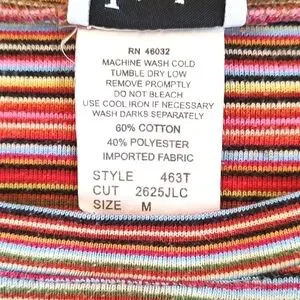 RN 46032
MACHINE WASH COLD
TUMBLE DRY LOW
REMOVE PROMPTLY
DO NOT BLEACH
USE COOL IRON IF NECESSARY
WASH DARKS SEPARATELY
60% COTTON
40% POLYESTER
IMPORTED FABRIC
STYLE 463T
CUT 2625JLC
SIZE M